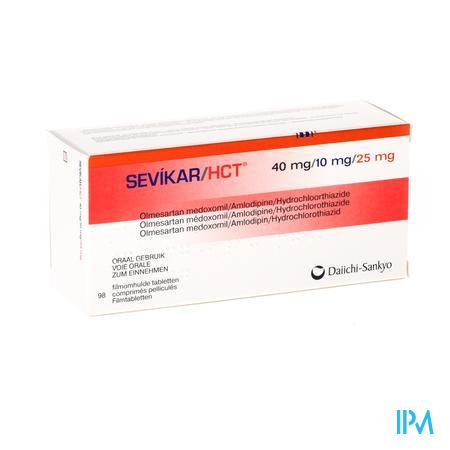 SEVÍKAR/HCT®
40 mg/10 mg/25 mg
Olmesartan medoxomil/Amlodipine/Hydrochloorthiazide
Olmesartan médoxomil/Amlodipine/Hydrochlorothiazide
Olmesartan medoxomil/Amlodipin/Hydrochlorothiazid
ORAAL GEBRUIK
VOIE ORALE
ZUM EINNEHMEN
98
filmomhulde tabletten
comprimés pelliculés
Filmtabletten
Daiichi-Sankyo
IPM